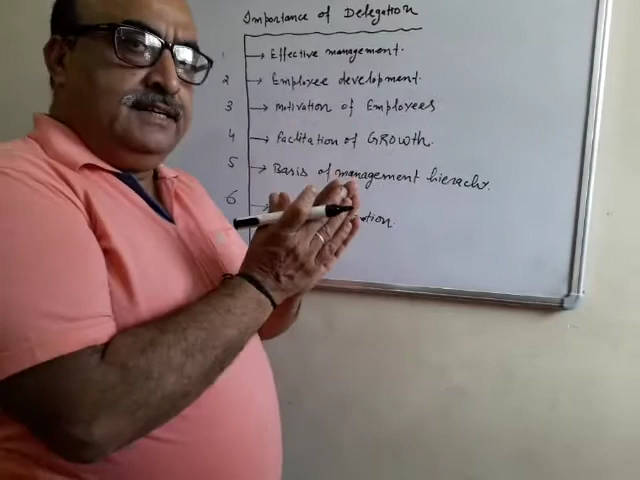 Importance of Delegation
1 → Effective management.
2 → Employee development.
3 → Motivation of Employees
4 → Facilitation of GROWth.
5 → Basis of management hierachy.
6 →